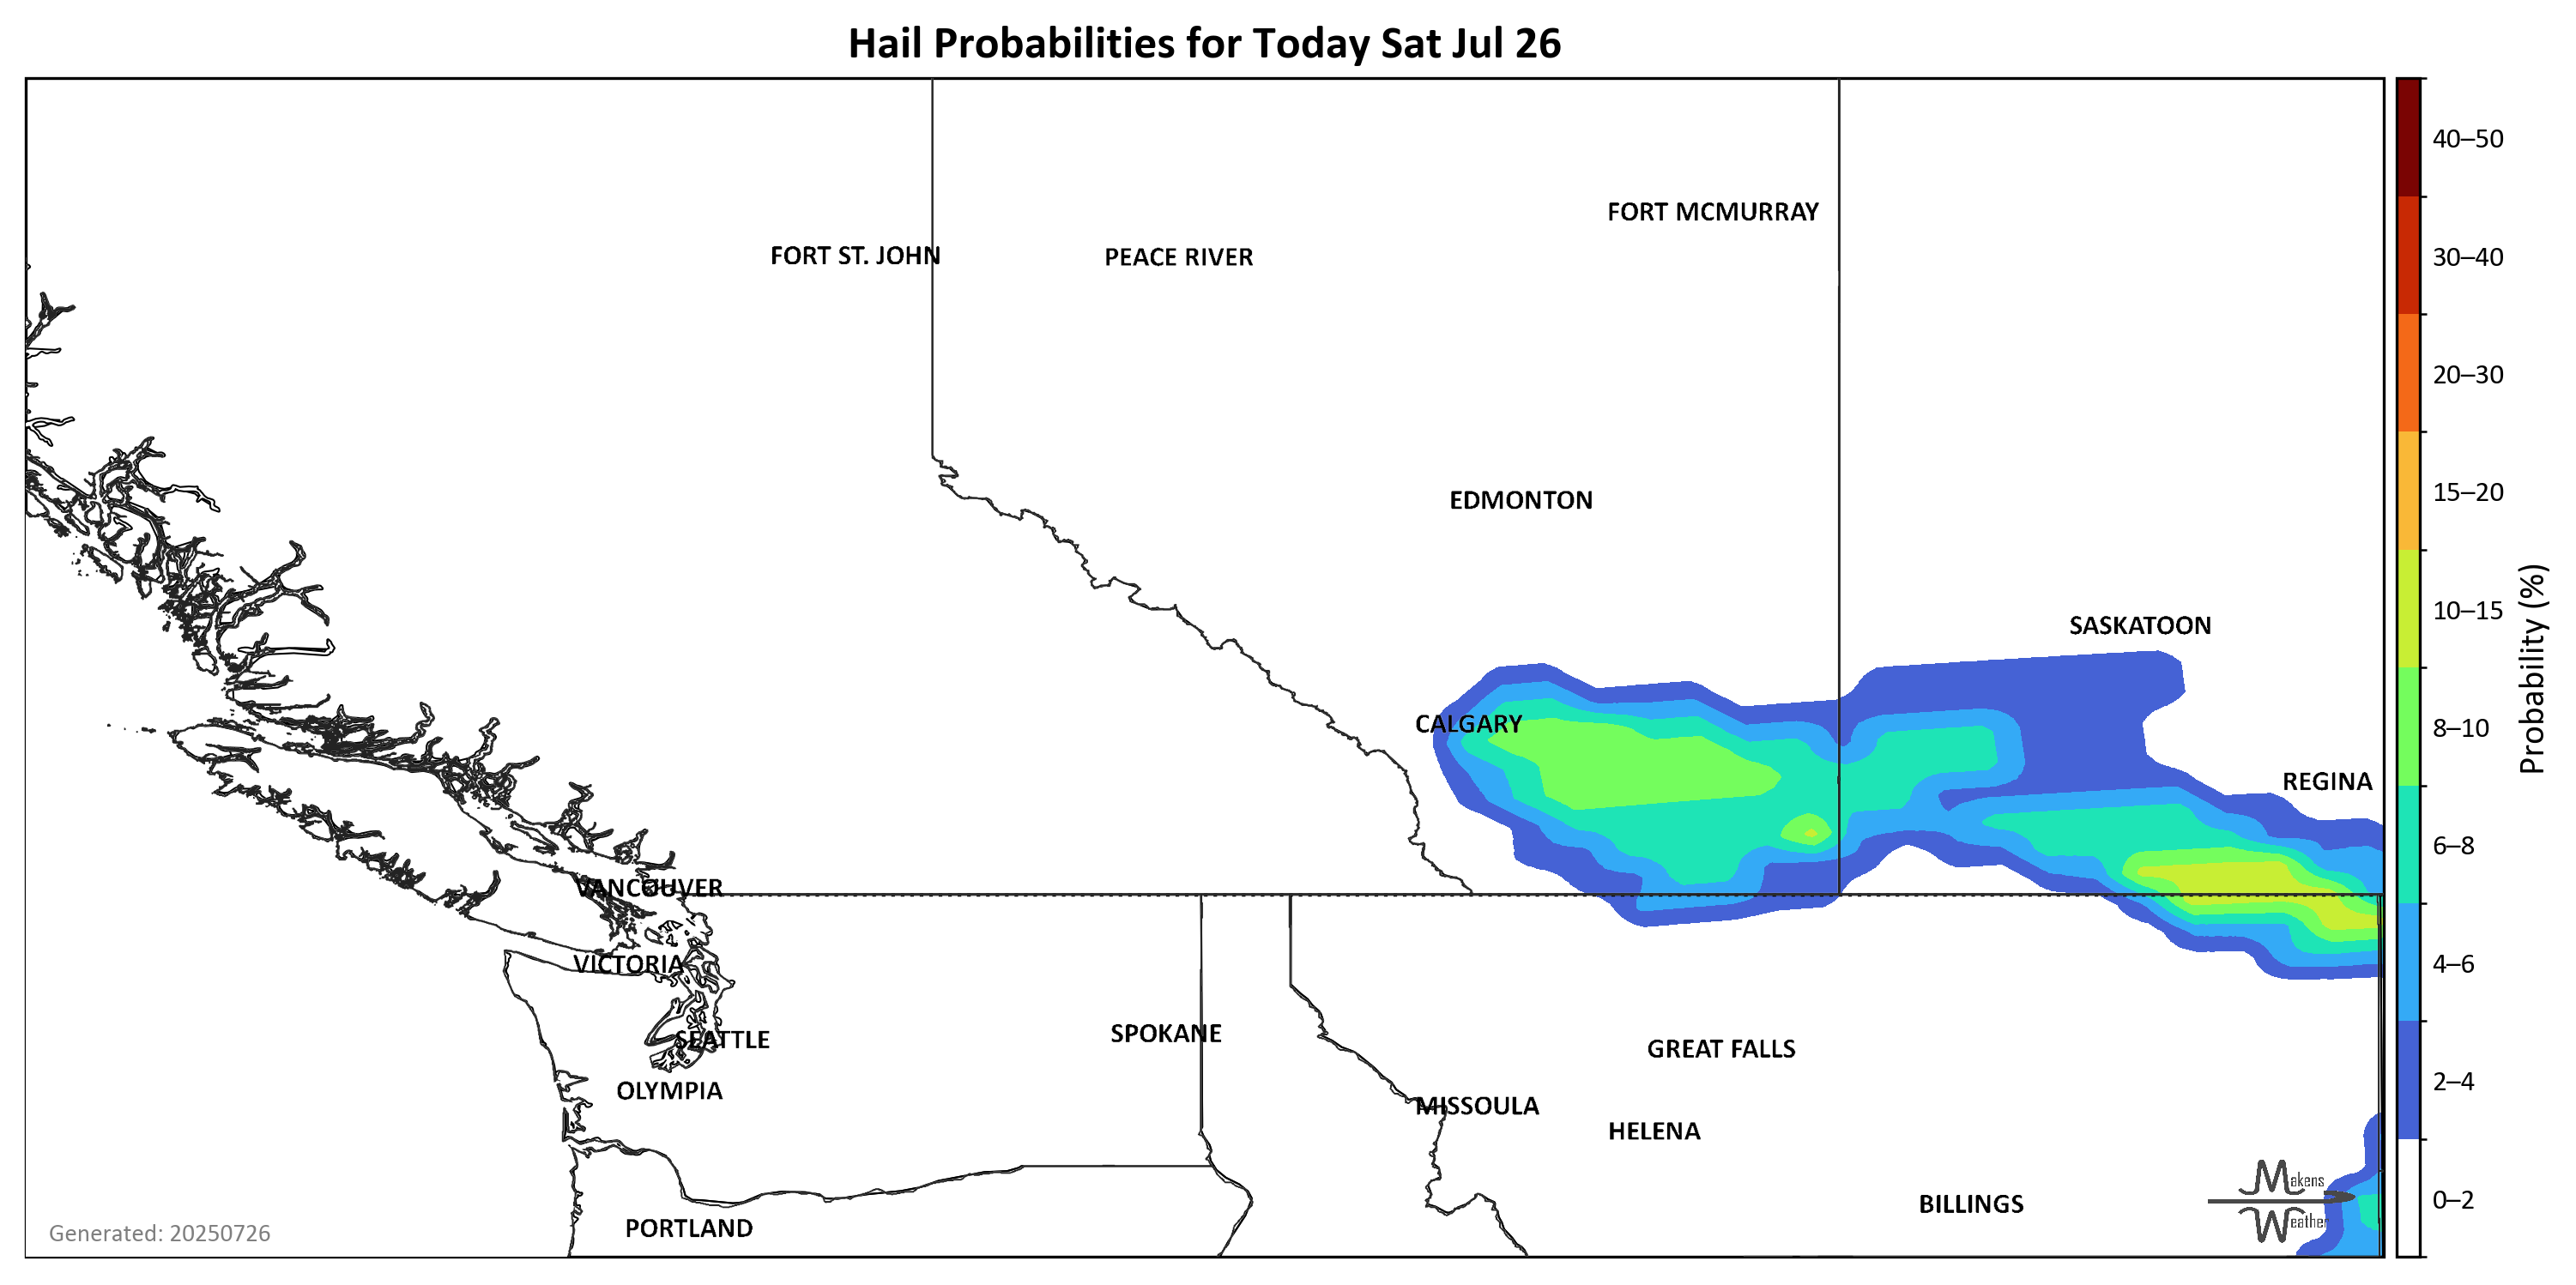 Hail Probabilities for Today Sat Jul 26
40–50
FORT MCMURRAY
FORT ST. JOHN
PEACE RIVER
30–40
20–30
EDMONTON
15–20
10–15
SASKATOON
Probability (%)
CALGARY
8–10
REGINA
6–8
VANCOUVER
VICTORIA
4–6
SEATTLE
SPOKANE
GREAT FALLS
OLYMPIA
2–4
MISSOULA
HELENA
Makens
Weather
BILLINGS
0–2
PORTLAND
Generated: 20250726